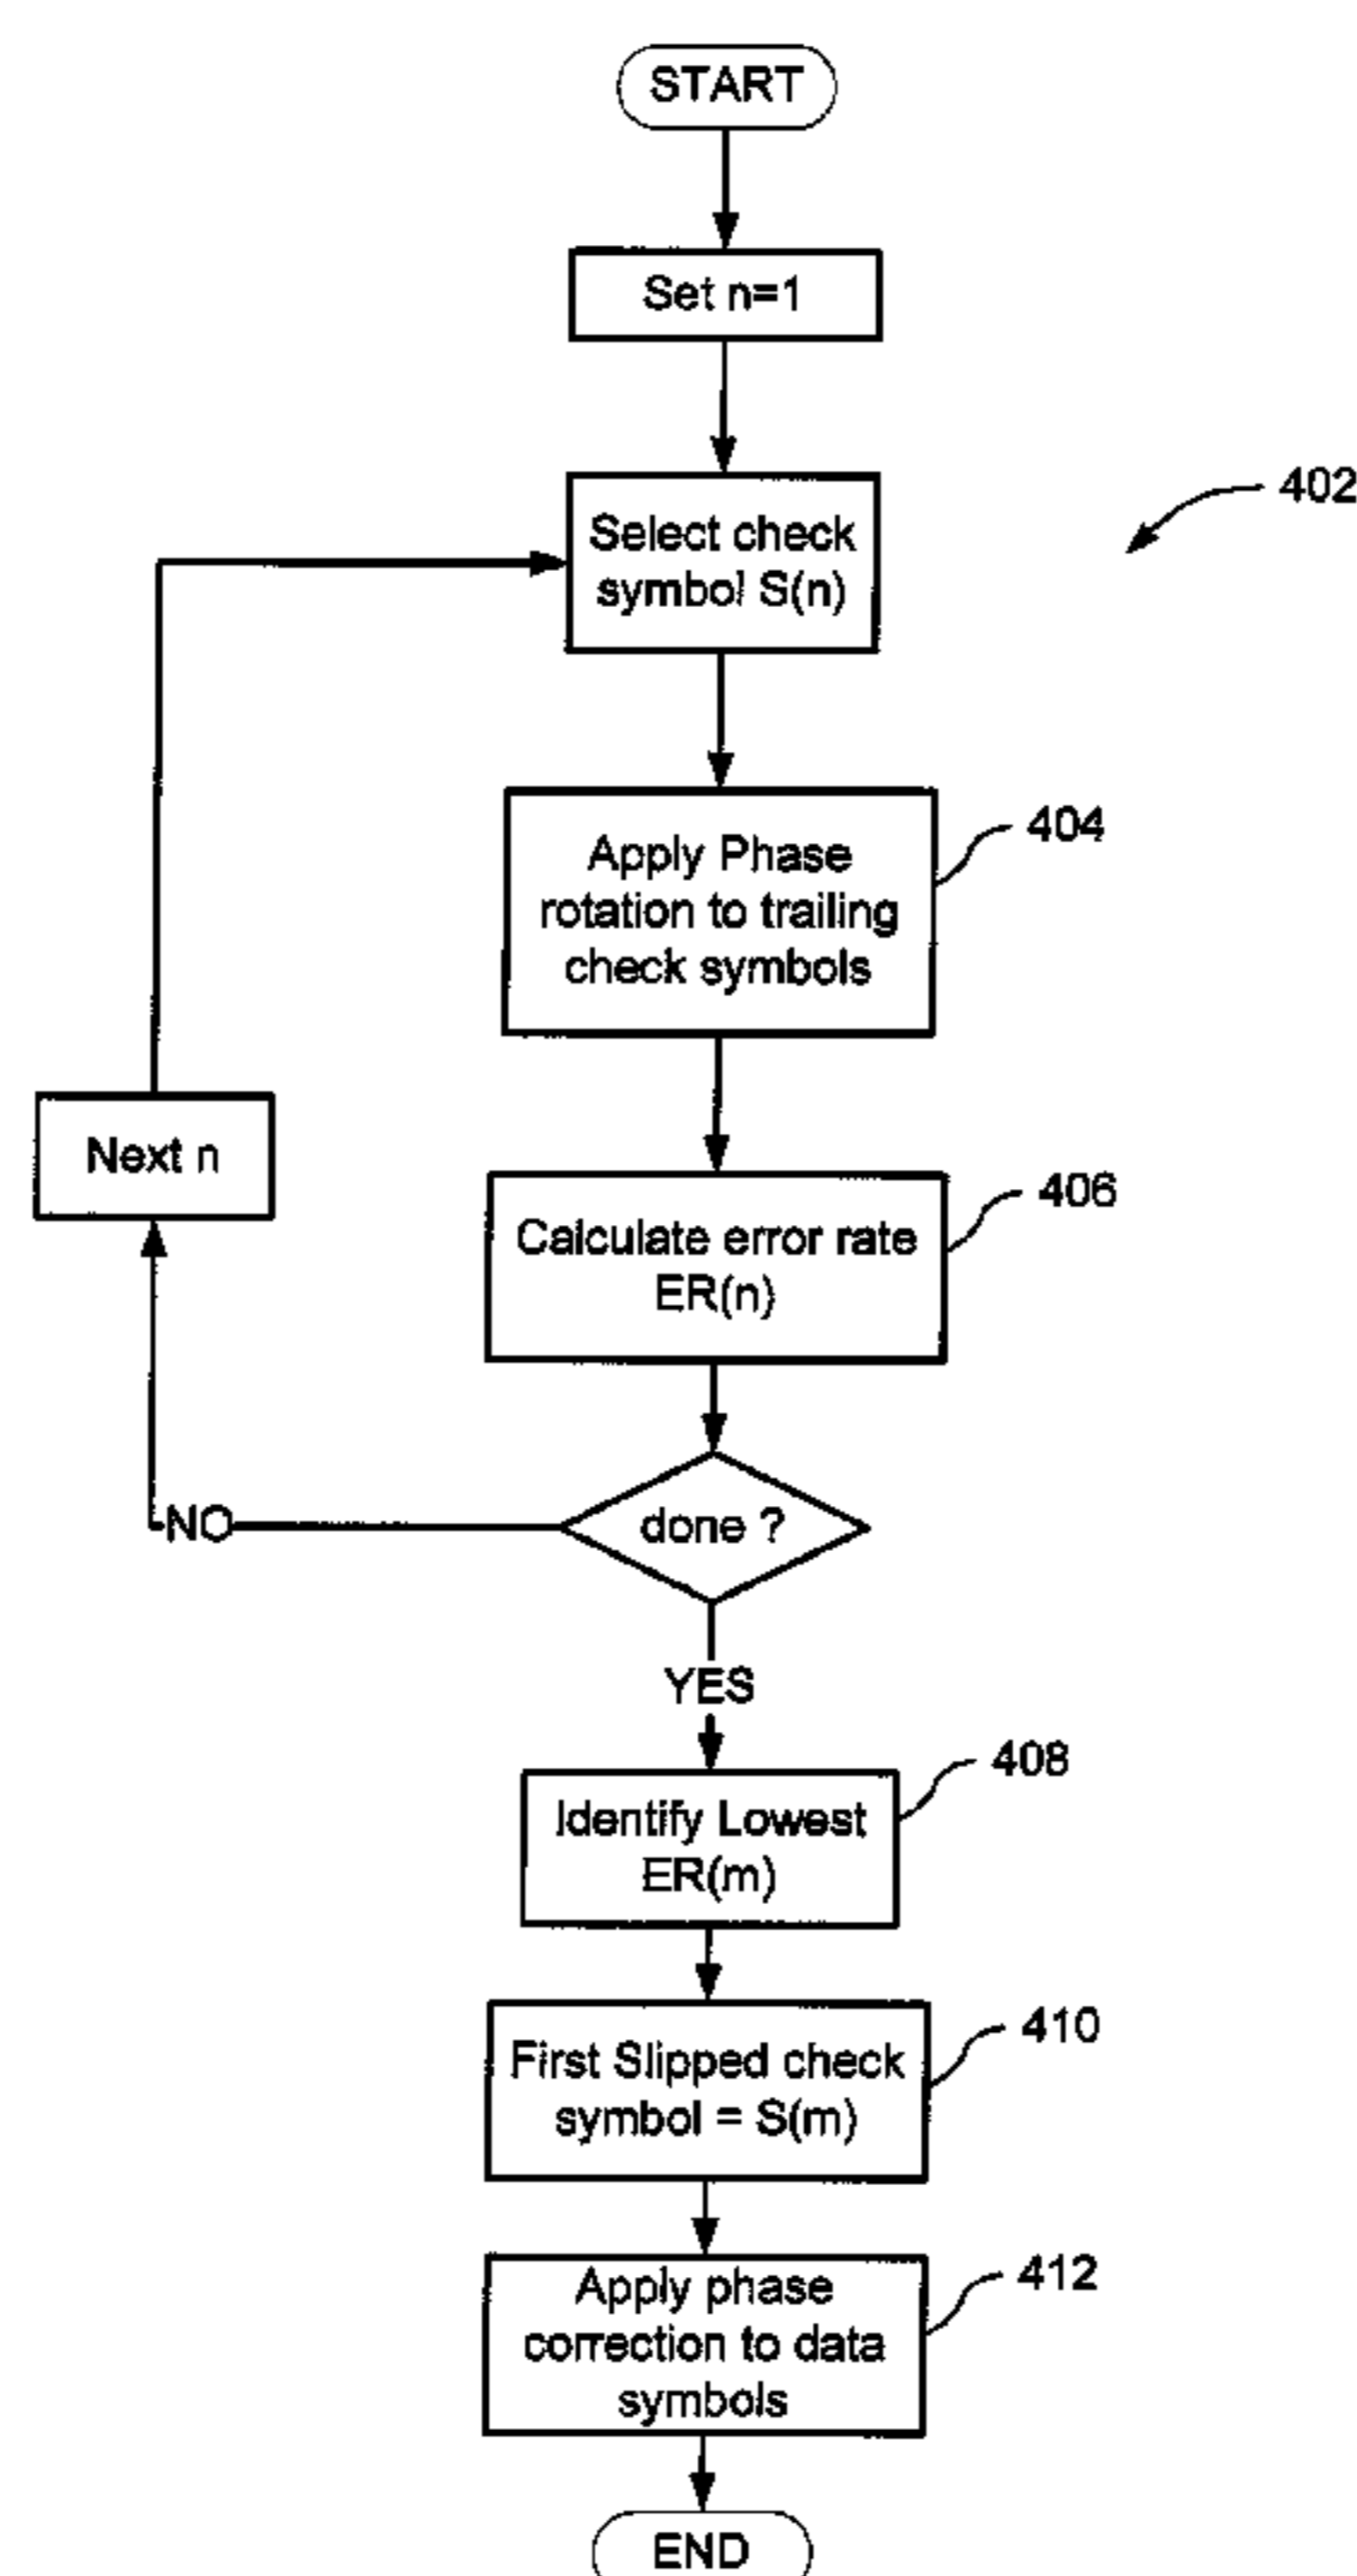 START
Set n=1
402
Select check
symbol S(n)
404
Apply Phase
rotation to trailing
check symbols
Next n
406
Calculate error rate
ER(n)
done ?
NO
YES
408
Identify Lowest
ER(m)
410
First Slipped check
symbol = S(m)
412
Apply phase
correction to data
symbols
END